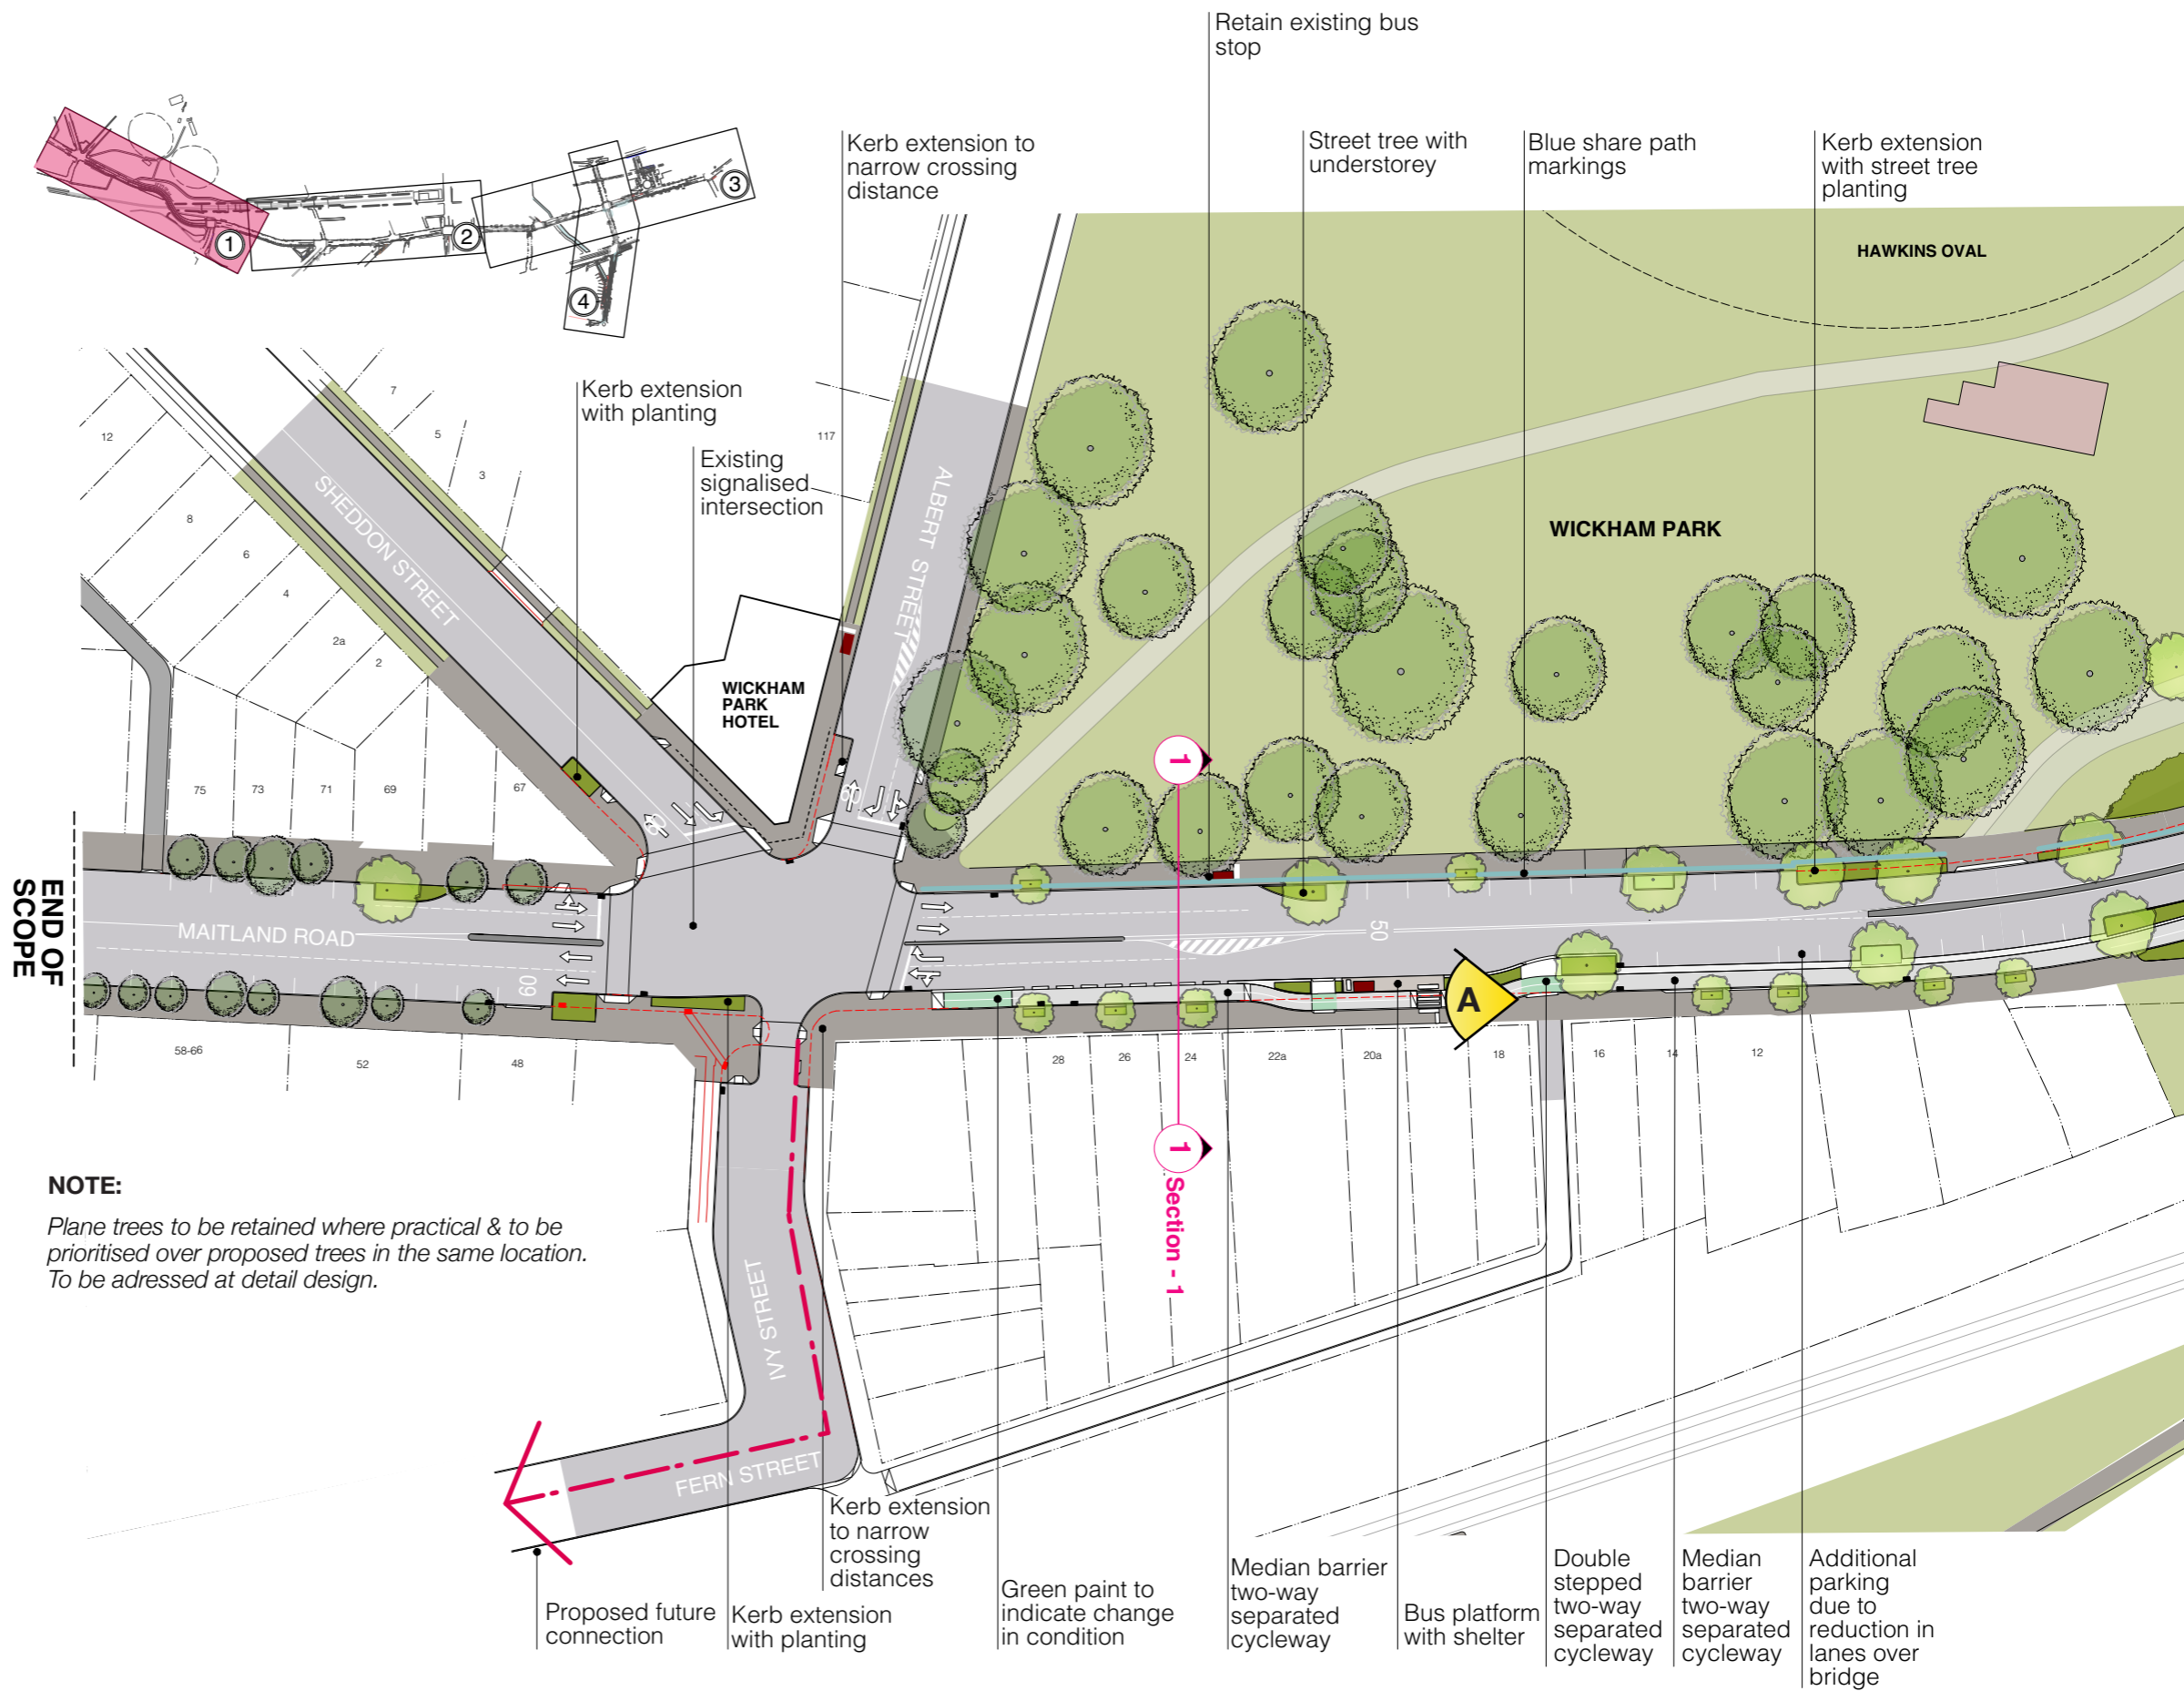 Retain existing bus
stop
Kerb extension to
narrow crossing
distance
Street tree with
understorey
Blue share path
markings
Kerb extension
with street tree
planting
1
2
3
4
HAWKINS OVAL
Kerb extension
with planting
Existing
signalised
intersection
117
12
7
5
3
8
6
4
2a
2
SHEDDON STREET
ALBERT STREET
WICKHAM PARK
WICKHAM
PARK
HOTEL
1
75
73
71
69
67
60
60
END OF
SCOPE
MAITLAND ROAD
60
50
A
58-66
52
48
28
26
24
22a
20a
18
16
14
12
1
Section - 1
NOTE:
Plane trees to be retained where practical & to be
prioritised over proposed trees in the same location.
To be adressed at detail design.
IVY STREET
FERN STREET
Kerb extension
to narrow
crossing
distances
Proposed future
connection
Kerb extension
with planting
Green paint to
indicate change
in condition
Median barrier
two-way
separated
cycleway
Bus platform
with shelter
Double
stepped
two-way
separated
cycleway
Median
barrier
two-way
separated
cycleway
Additional
parking
due to
reduction in
lanes over
bridge